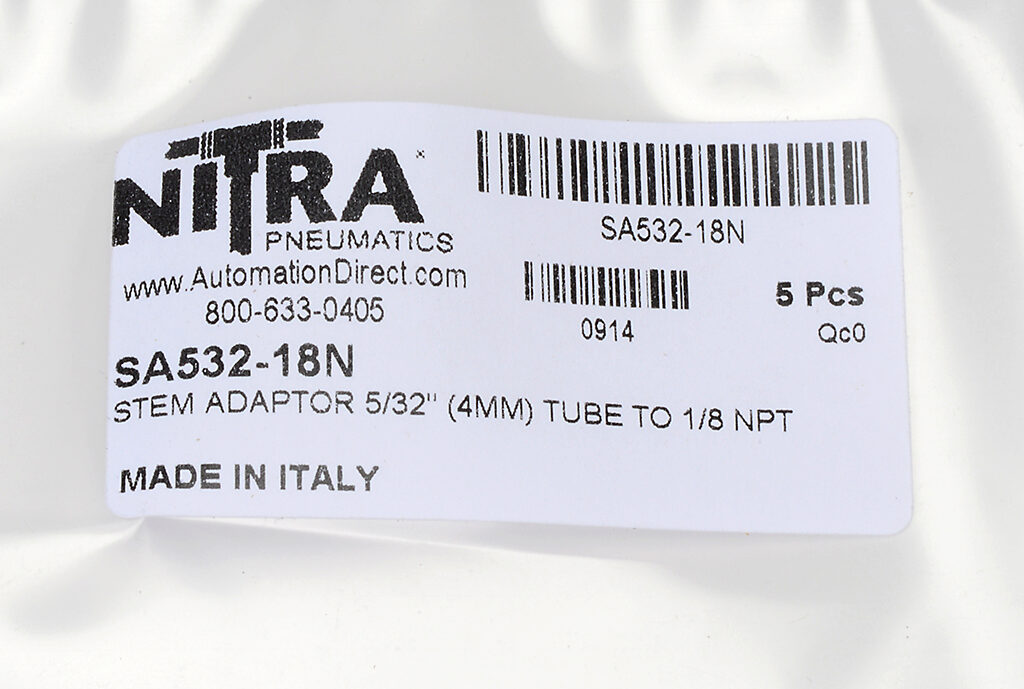 NITRA
PNEUMATICS
www.AutomationDirect.com
800-633-0405
SA532-18N
0914
5 Pcs
Qc0
SA532-18N
STEM ADAPTOR 5/32" (4MM) TUBE TO 1/8 NPT
MADE IN ITALY